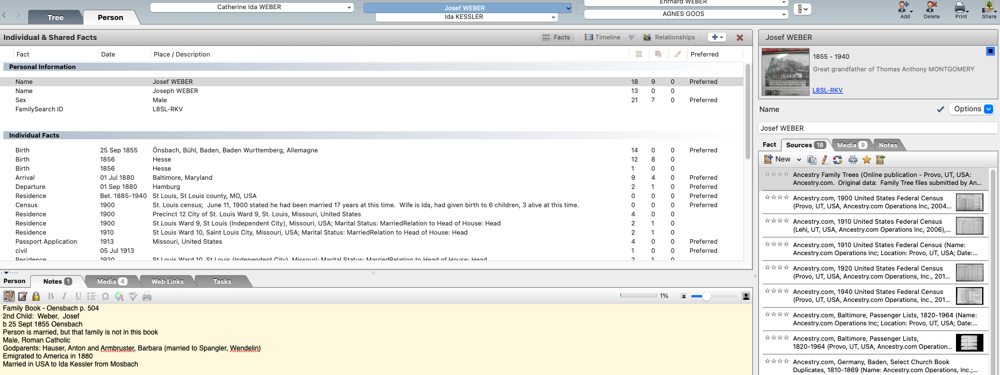 Catherine Ida WEBER
Josef WEBER
Ehrhard WEBER
Ida KESSLER
AGNES GOOS
Tree
Person
Add
Delete
Print
Share
Individual & Shared Facts
Facts
Timeline
Relationships
Fact Date Place / Description Preferred
Personal Information
Name Josef WEBER 18 9 0 Preferred
Name Joseph WEBER 13 0 0
Sex Male 21 7 0 Preferred
FamilySearch ID L8SL-RKV
Individual Facts
Birth 25 Sep 1855 Önsbach, Bühl, Baden, Baden Wurttemberg, Allemagne 14 0 0 Preferred
Birth 1856 Hesse 12 8 0
Birth 1856 Hesse 1 0 0
Arrival 01 Jul 1880 Baltimore, Maryland 9 4 0 Preferred
Departure 01 Sep 1880 Hamburg 2 1 0 Preferred
Residence Bet. 1885-1940 St Louis, St Louis county, MO, USA 0 0 0 Preferred
Census 1900 St. Louis census;  June 11, 1900 stated he had been married 17 years at this time.  Wife is Ida, had given birth to 6 children, 3 alive at this time. 0 0 0 Preferred
Residence 1900 Precinct 12 City of St. Louis Ward 9, St. Louis, Missouri, United States 4 0 0
Residence 1900 St Louis Ward 9, St Louis (Independent City), Missouri, USA; Marital Status: MarriedRelation to Head of House: Head 2 1 0
Residence 1910 St Louis Ward 10, Saint Louis City, Missouri, USA; Marital Status: MarriedRelation to Head of House: Head 2 1 0
Passport Application 1913 Missouri, United States 4 0 0 Preferred
civil 05 Jul 1913 1 0 0 Preferred
Residence 1920 St Louis Ward 10, St Louis (Independent City), Missouri; Marital Status: MarriedRelation to Head of House: Head 2 1 0
Person
Notes 1
Media 4
Web Links
Tasks
B I U
1%
Family Book - Oensbach p. 504
2nd Child:  Weber,  Josef
b 25 Sept 1855 Oensbach
Person is married, but that family is not in this book
Male, Roman Catholic
Godparents: Hauser, Anton and Armbruster, Barbara (married to Spangler, Wendelin)
Emigrated to America in 1880
Married in USA to Ida Kessler from Mosbach
Josef WEBER
1855 - 1940
Great grandfather of Thomas Anthony MONTGOMERY
L8SL-RKV
Name
Options
Josef WEBER
Fact
Sources 18
Media 9
Notes
New
Ancestry Family Trees (Online publication - Provo, UT, USA:
Ancestry.com.  Original data:  Family Tree files submitted by An...
Ancestry.com, 1900 United States Federal Census
(Provo, UT, USA, Ancestry.com Operations Inc, 2004...
Ancestry.com, 1910 United States Federal Census
(Lehi, UT, USA, Ancestry.com Operations Inc, 2006),...
Ancestry.com, 1910 United States Federal Census (Name:
Ancestry.com Operations Inc; Location: Provo, UT, USA; Date:...
Ancestry.com, 1920 United States Federal Census
(Provo, UT, USA, Ancestry.com Operations, Inc., 201...
Ancestry.com, 1940 United States Federal Census
(Provo, UT, USA, Ancestry.com Operations, Inc., 201...
Ancestry.com, Baltimore, Passenger Lists, 1820-1964 (Name:
Ancestry.com Operations Inc; Location: Provo, UT, USA; Date:...
Ancestry.com, Baltimore, Passenger Lists,
1820-1964 (Provo, UT, USA, Ancestry.com Operation...
Ancestry.com, Germany, Baden, Select Church Book
Duplicates, 1810-1869 (Name: Ancestry.com Operations, Inc.;...